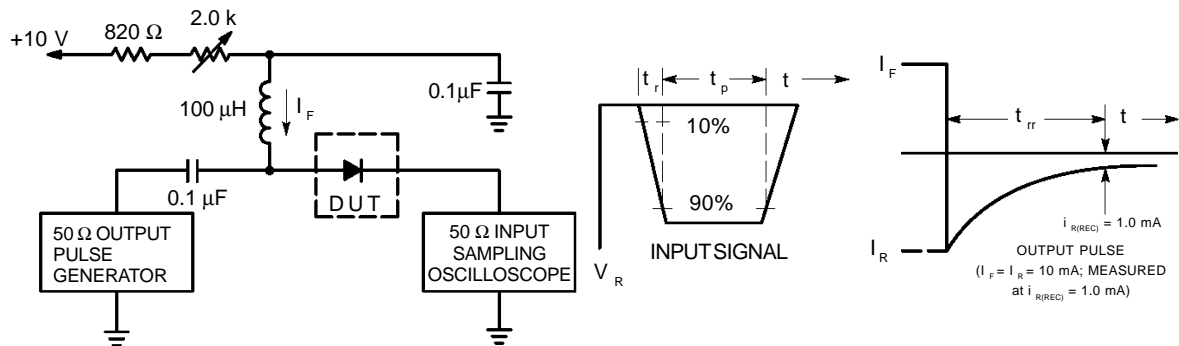 +10 V
820 Ω
2.0 k
100 μH
I F
0.1μF
0.1 μF
D U T
50 Ω OUTPUT
PULSE
GENERATOR
50 Ω INPUT
SAMPLING
OSCILLOSCOPE
t r
t p
t
10%
90%
V R
INPUT SIGNAL
I F
t rr
t
i R(REC) = 1.0 mA
I R
OUTPUT PULSE
(I F = I R = 10 mA; MEASURED
at i R(REC) = 1.0 mA)